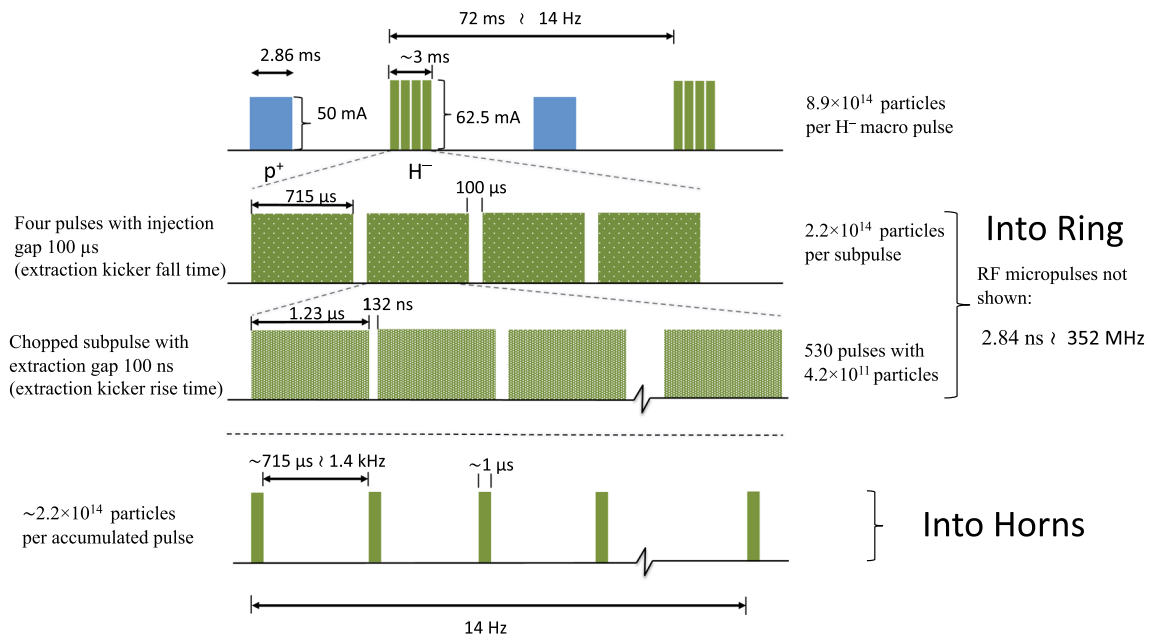 72 ms ≀ 14 Hz
2.86 ms
~3 ms
50 mA
62.5 mA
8.9×10¹⁴ particles
per H⁻ macro pulse
p⁺
H⁻
100 µs
715 µs
Four pulses with injection
gap 100 µs
(extraction kicker fall time)
2.2×10¹⁴ particles
per subpulse
Into Ring
RF micropulses not
shown:
2.84 ns ≀ 352 MHz
132 ns
1.23 µs
Chopped subpulse with
extraction gap 100 ns
(extraction kicker rise time)
530 pulses with
4.2×10¹¹ particles
~715 µs ≀ 1.4 kHz
~1 µs
~2.2×10¹⁴ particles
per accumulated pulse
Into Horns
14 Hz